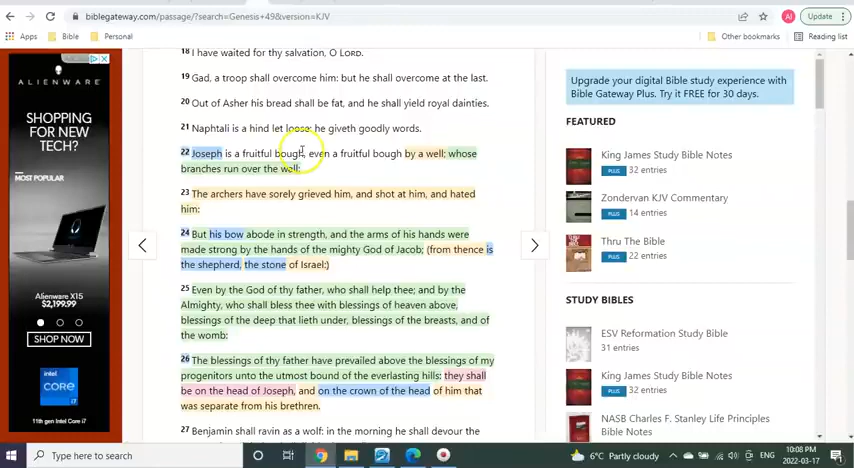 biblegateway.com/passage/?search=Genesis+49&version=KJV
AI
Update
Apps
Bible
Personal
Other bookmarks
Reading list
ALIENWARE
SHOPPING
FOR NEW
TECH?
MOST POPULAR
Alienware X15
$2,199.99
SHOP NOW
intel
CORE
i7
11th gen Intel Core i7
18 I have waited for thy salvation, O LORD.
19 Gad, a troop shall overcome him: but he shall overcome at the last.
20 Out of Asher his bread shall be fat, and he shall yield royal dainties.
21 Naphtali is a hind let loose: he giveth goodly words.
22 Joseph is a fruitful bough, even a fruitful bough by a well; whose
branches run over the wall:
23 The archers have sorely grieved him, and shot at him, and hated
him:
24 But his bow abode in strength, and the arms of his hands were
made strong by the hands of the mighty God of Jacob; (from thence is
the shepherd, the stone of Israel:)
25 Even by the God of thy father, who shall help thee; and by the
Almighty, who shall bless thee with blessings of heaven above,
blessings of the deep that lieth under, blessings of the breasts, and of
the womb:
26 The blessings of thy father have prevailed above the blessings of my
progenitors unto the utmost bound of the everlasting hills: they shall
be on the head of Joseph, and on the crown of the head of him that
was separate from his brethren.
27 Benjamin shall ravin as a wolf: in the morning he shall devour the
Upgrade your digital Bible study experience with
Bible Gateway Plus. Try it FREE for 30 days.
FEATURED
King James Study Bible Notes
PLUS 32 entries
Zondervan KJV Commentary
PLUS 14 entries
Thru The Bible
PLUS 22 entries
STUDY BIBLES
ESV Reformation Study Bible
31 entries
King James Study Bible Notes
PLUS 32 entries
NASB Charles F. Stanley Life Principles
Bible Notes
Type here to search
6°C Partly cloudy
10:08 PM
2022-03-17